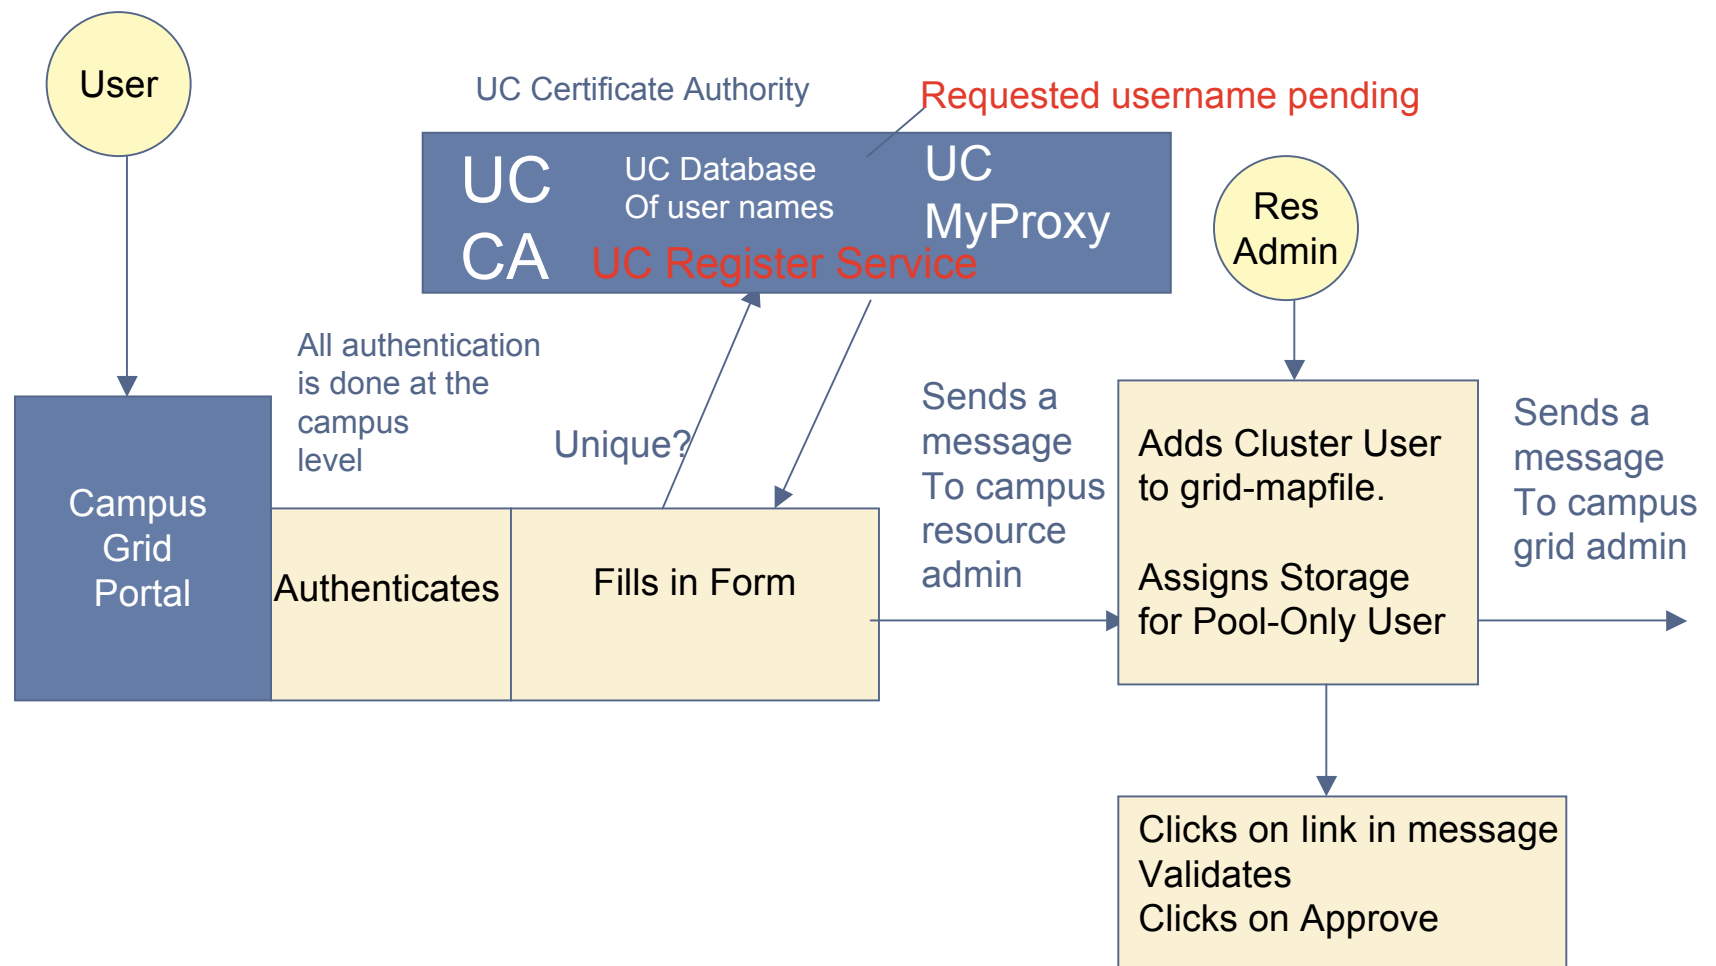 User
UC Certificate Authority
Requested username pending
UC
CA
UC Database
Of user names
UC
MyProxy
UC Register Service
Res
Admin
All authentication
is done at the
campus
level
Unique?
Sends a
message
To campus
resource
admin
Adds Cluster User
to grid-mapfile.
Assigns Storage
for Pool-Only User
Sends a
message
To campus
grid admin
Campus
Grid
Portal
Authenticates
Fills in Form
Clicks on link in message
Validates
Clicks on Approve